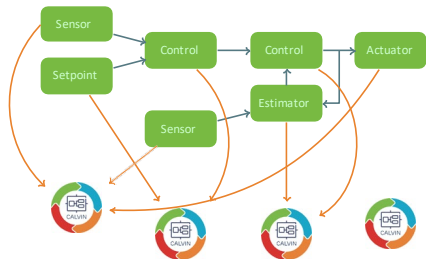 Sensor
Control
Control
Actuator
Setpoint
Estimator
Sensor
CALVIN
CALVIN
CALVIN
CALVIN